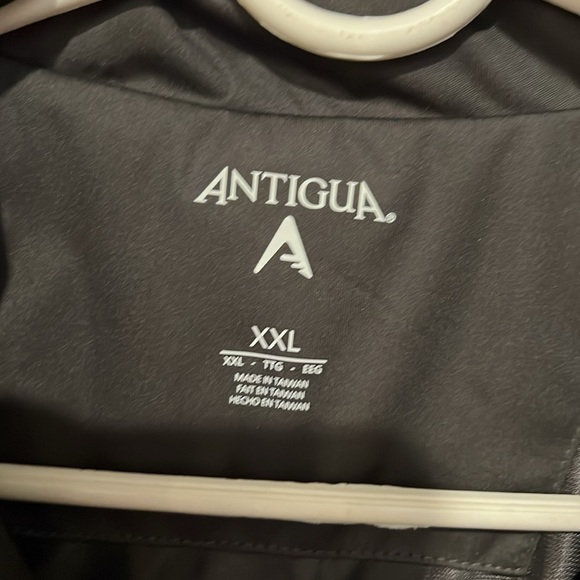 ANTIGUA®
A
XXL
XXL - TTG - EEG
MADE IN TAIWAN
FAIT EN TAIWAN
HECHO EN TAIWAN